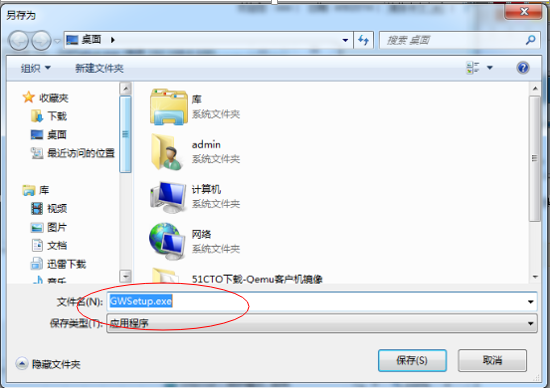 另存为
桌面
搜索 桌面
组织
新建文件夹
收藏夹
下载
桌面
最近访问的位置
库
视频
图片
文档
迅雷下载
音乐
库
系统文件夹
admin
系统文件夹
计算机
系统文件夹
网络
系统文件夹
51CTO下载-Qemu客户机镜像
文件名(N):
GWSetup.exe
保存类型(T):
应用程序
隐藏文件夹
保存(S)
取消